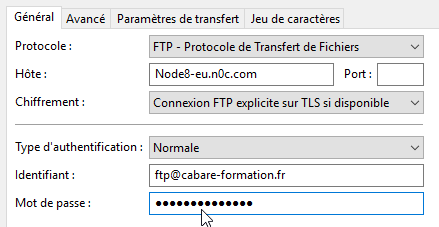 Général Avancé Paramètres de transfert Jeu de caractères
Protocole : FTP - Protocole de Transfert de Fichiers
Hôte : Node8-eu.n0c.com Port :
Chiffrement : Connexion FTP explicite sur TLS si disponible
Type d'authentification : Normale
Identifiant : ftp@cabare-formation.fr
Mot de passe : ●●●●●●●●●●●●●●